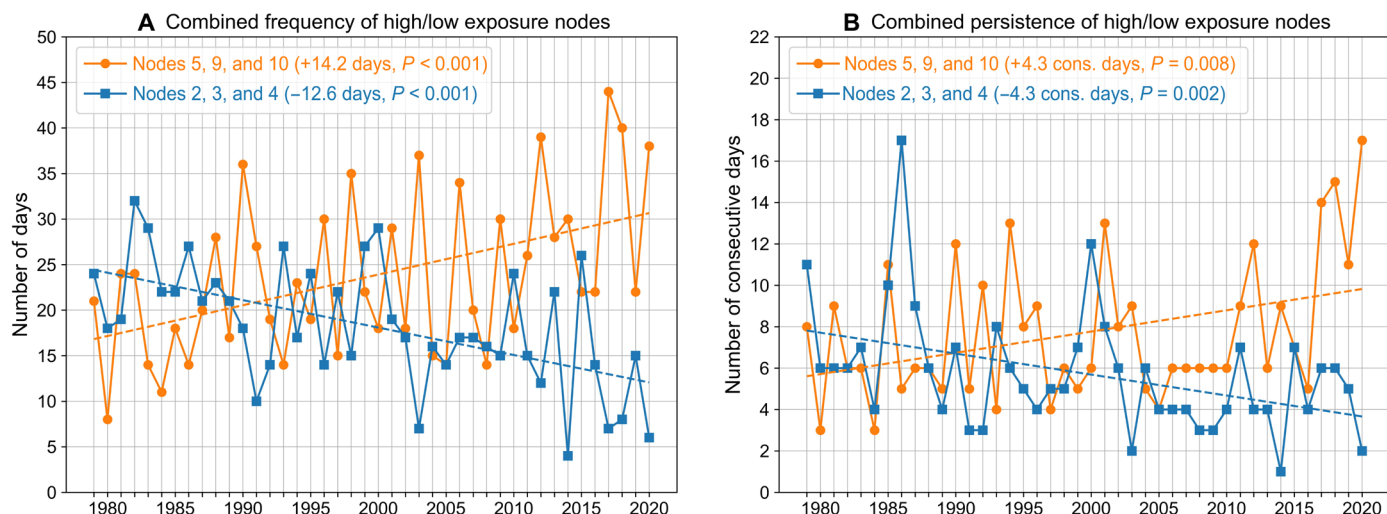 A Combined frequency of high/low exposure nodes
Number of days
50
45
40
35
30
25
20
15
10
5
0
Nodes 5, 9, and 10 (+14.2 days, P < 0.001)
Nodes 2, 3, and 4 (−12.6 days, P < 0.001)
1980 1985 1990 1995 2000 2005 2010 2015 2020
B Combined persistence of high/low exposure nodes
Number of consecutive days
22
20
18
16
14
12
10
8
6
4
2
0
Nodes 5, 9, and 10 (+4.3 cons. days, P = 0.008)
Nodes 2, 3, and 4 (−4.3 cons. days, P = 0.002)
1980 1985 1990 1995 2000 2005 2010 2015 2020